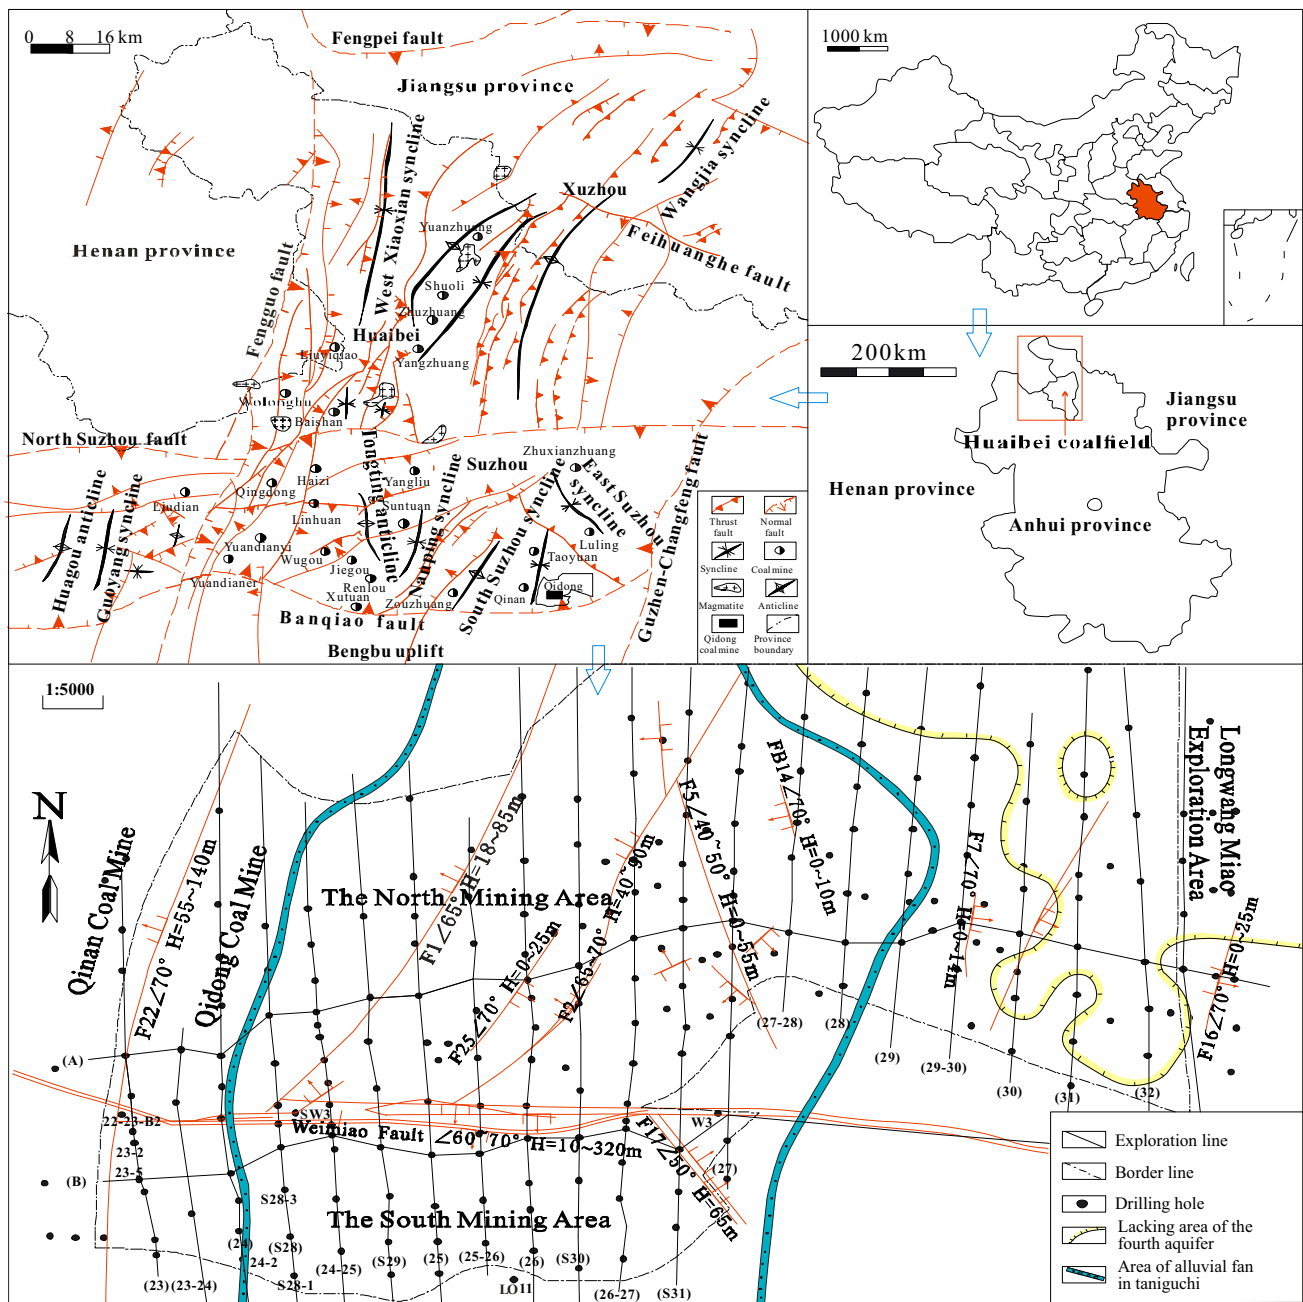 0 8 16 km
Fengpei fault
Jiangsu province
West Xiaoxian syncline
Wangjia syncline
Xuzhou
Feihuanghe fault
Henan province
Fengguo fault
Yuanzhuang
Shuoli
Zhuzhuang
Huaibei
Liuyiqiao
Yangzhuang
Wolonghu
Baishan
North Suzhou fault
Tongting anticline
Suzhou
Zhuxianzhuang
Guzhen-Changfeng fault
Huagou anticline
Guoyang syncline
Liudian
Qingdong
Haizi
Yangliu
Linhuan
Suntuan
Nanping syncline
South Suzhou syncline
East Suzhou
syncline
Luling
Yuandianyi
Yuandianer
Wugou
Jiegou
Renlou
Xutuan
Zouzhuang
Taoyuan
Qinan
Qidong
Banqiao fault
Bengbu uplift
Thrust
fault
Normal
fault
Syncline
Coalmine
Magmatite
Anticline
Qidong
coalmine
Province
boundary
1000 km
200km
Jiangsu
province
Huaibei coalfield
Henan province
Anhui province
1:5000
N
Qinan Coal Mine
Qidong Coal Mine
F22∠70° H=55~140m
The North Mining Area
F1∠65° H=18~85m
F25∠70° H=0~25m
F2∠65~70° H=40~90m
F5∠40~50° H=0~55m
FB14∠70° H=0~10m
F7∠70° H=0~14m
F16∠70° H=0~25m
Longwang Miao
Exploration Area
(27-28)
(28)
(29)
(29-30)
(30)
(31)
(32)
(A)
22-23-B2
23-2
23-5
(B)
SW3
Weimiao Fault ∠60~70° H=10~320m
W3
F17∠50° H=65m
(27)
S28-3
The South Mining Area
(24)
24-2
(S28)
S28-1
(24-25)
(S29)
(25)
(25-26)
(26)
(S30)
(23)
(23-24)
LO11
(26-27)
(S31)
Exploration line
Border line
Drilling hole
Lacking area of the
fourth aquifer
Area of alluvial fan
in taniguchi